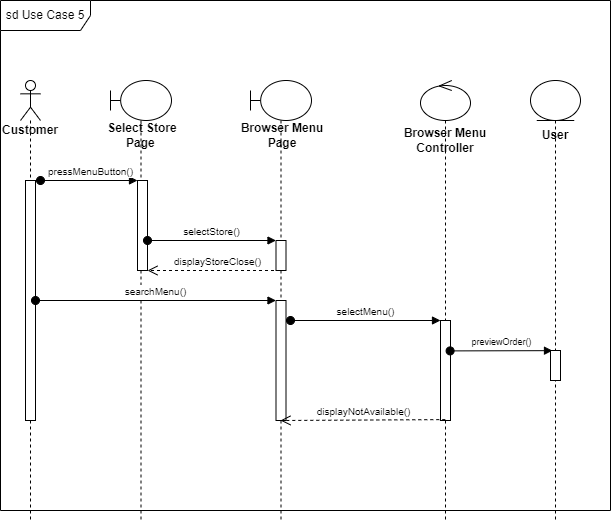 sd Use Case 5
Customer
Select Store
Page
Browser Menu
Page
Browser Menu
Controller
User
pressMenuButton()
selectStore()
displayStoreClose()
searchMenu()
selectMenu()
previewOrder()
displayNotAvailable()